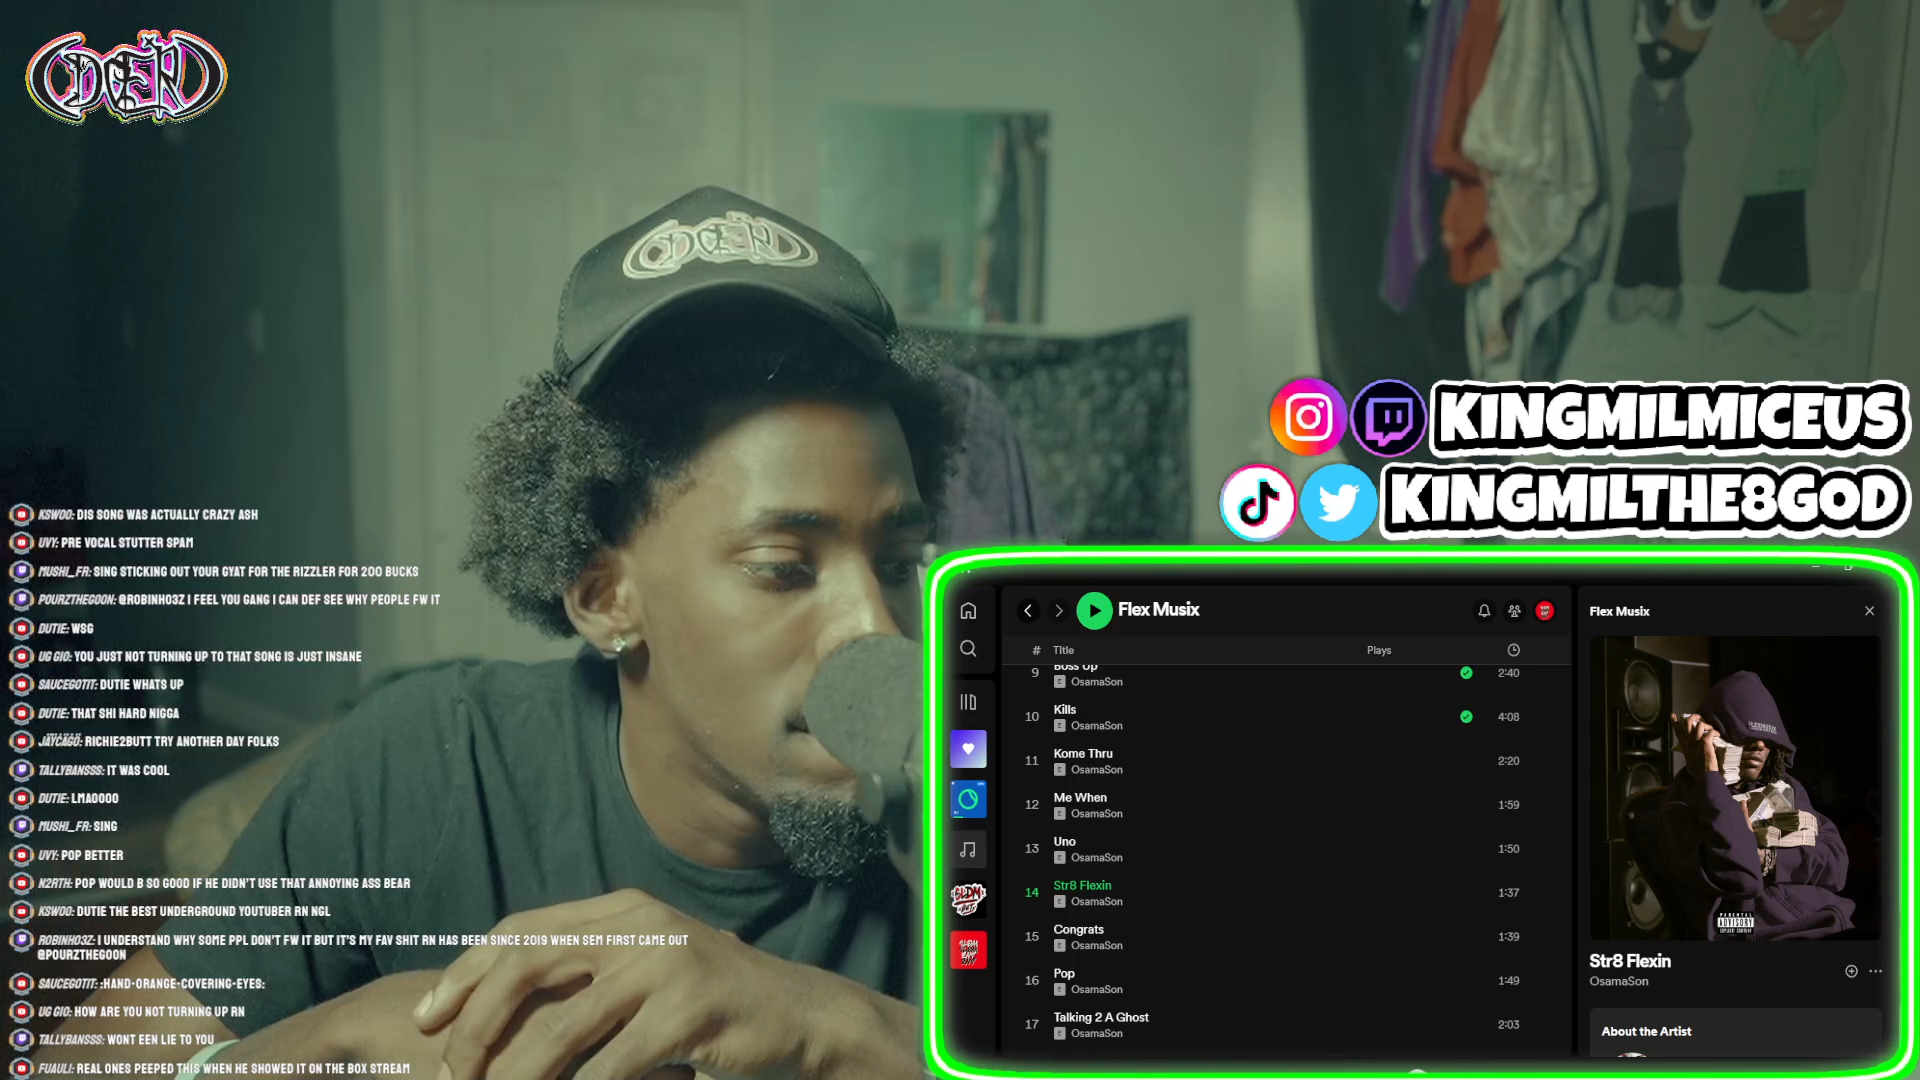 DCER
KINGMILMICEUS
KINGMILTHE8GOD
KSWOO: DIS SONG WAS ACTUALLY CRAZY ASH
UVY: PRE VOCAL STUTTER SPAM
MUSHI_FR: SING STICKING OUT YOUR GYAT FOR THE RIZZLER FOR 200 BUCKS
POURZTHEGOON: @ROBINHO3Z I FEEL YOU GANG I CAN DEF SEE WHY PEOPLE FW IT
DUTIE: WSG
UG GIO: YOU JUST NOT TURNING UP TO THAT SONG IS JUST INSANE
SAUCEGOTIT: DUTIE WHATS UP
DUTIE: THAT SHI HARD NIGGA
JÄYCÄGÖ: RICHIE2BUTT TRY ANOTHER DAY FOLKS
TALLYBANSSS: IT WAS COOL
DUTIE: LMAOOOO
MUSHI_FR: SING
UVY: POP BETTER
N2RTH: POP WOULD B SO GOOD IF HE DIDN'T USE THAT ANNOYING ASS BEAR
KSWOO: DUTIE THE BEST UNDERGROUND YOUTUBER RN NGL
ROBINHO3Z: I UNDERSTAND WHY SOME PPL DON'T FW IT BUT IT'S MY FAV SHIT RN HAS BEEN SINCE 2019 WHEN SEM FIRST CAME OUT
@POURZTHEGOON
SAUCEGOTIT: :HAND-ORANGE-COVERING-EYES:
UG GIO: HOW ARE YOU NOT TURNING UP RN
TALLYBANSSS: WONT EEN LIE TO YOU
FUAULI: REAL ONES PEEPED THIS WHEN HE SHOWED IT ON THE BOX STREAM
Flex Musix
# Title Plays
9 Boss Up 2:40
E OsamaSon
10 Kills 4:08
E OsamaSon
11 Kome Thru 2:20
E OsamaSon
12 Me When 1:59
E OsamaSon
13 Uno 1:50
E OsamaSon
14 Str8 Flexin 1:37
E OsamaSon
15 Congrats 1:39
E OsamaSon
16 Pop 1:49
E OsamaSon
17 Talking 2 A Ghost 2:03
E OsamaSon
Flex Musix
PARENTAL
ADVISORY
EXPLICIT CONTENT
Str8 Flexin
OsamaSon
About the Artist